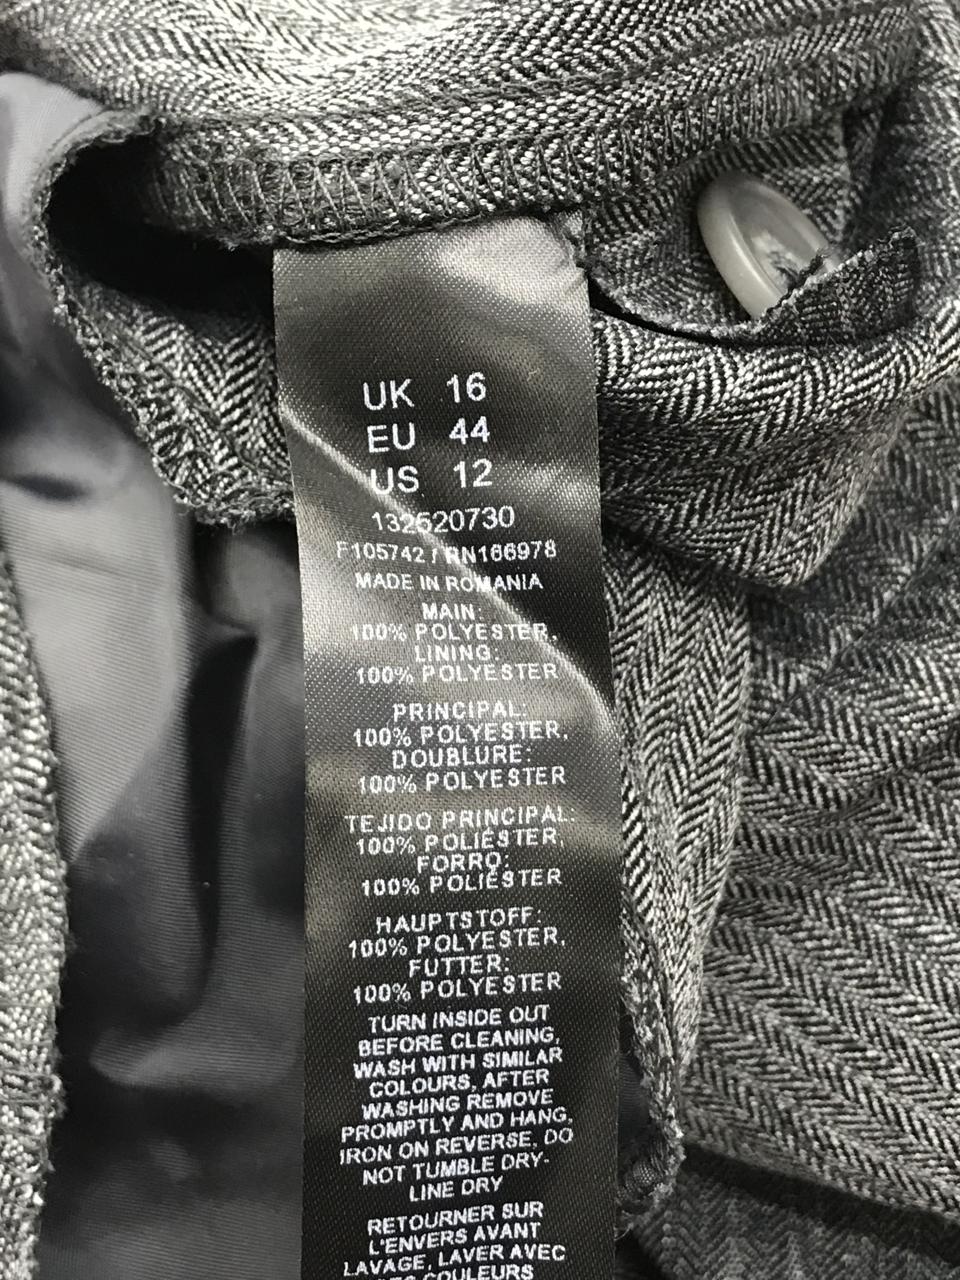 UK 16
EU 44
US 12
132620730
F105742 / RN166978
MADE IN ROMANIA
MAIN:
100% POLYESTER,
LINING:
100% POLYESTER
PRINCIPAL:
100% POLYESTER,
DOUBLURE:
100% POLYESTER
TEJIDO PRINCIPAL:
100% POLIÉSTER,
FORRO:
100% POLIÉSTER
HAUPTSTOFF:
100% POLYESTER,
FUTTER:
100% POLYESTER
TURN INSIDE OUT
BEFORE CLEANING,
WASH WITH SIMILAR
COLOURS, AFTER
WASHING REMOVE
PROMPTLY AND HANG,
IRON ON REVERSE, DO
NOT TUMBLE DRY-
LINE DRY
RETOURNER SUR
L'ENVERS AVANT
LAVAGE, LAVER AVEC
COULEURS